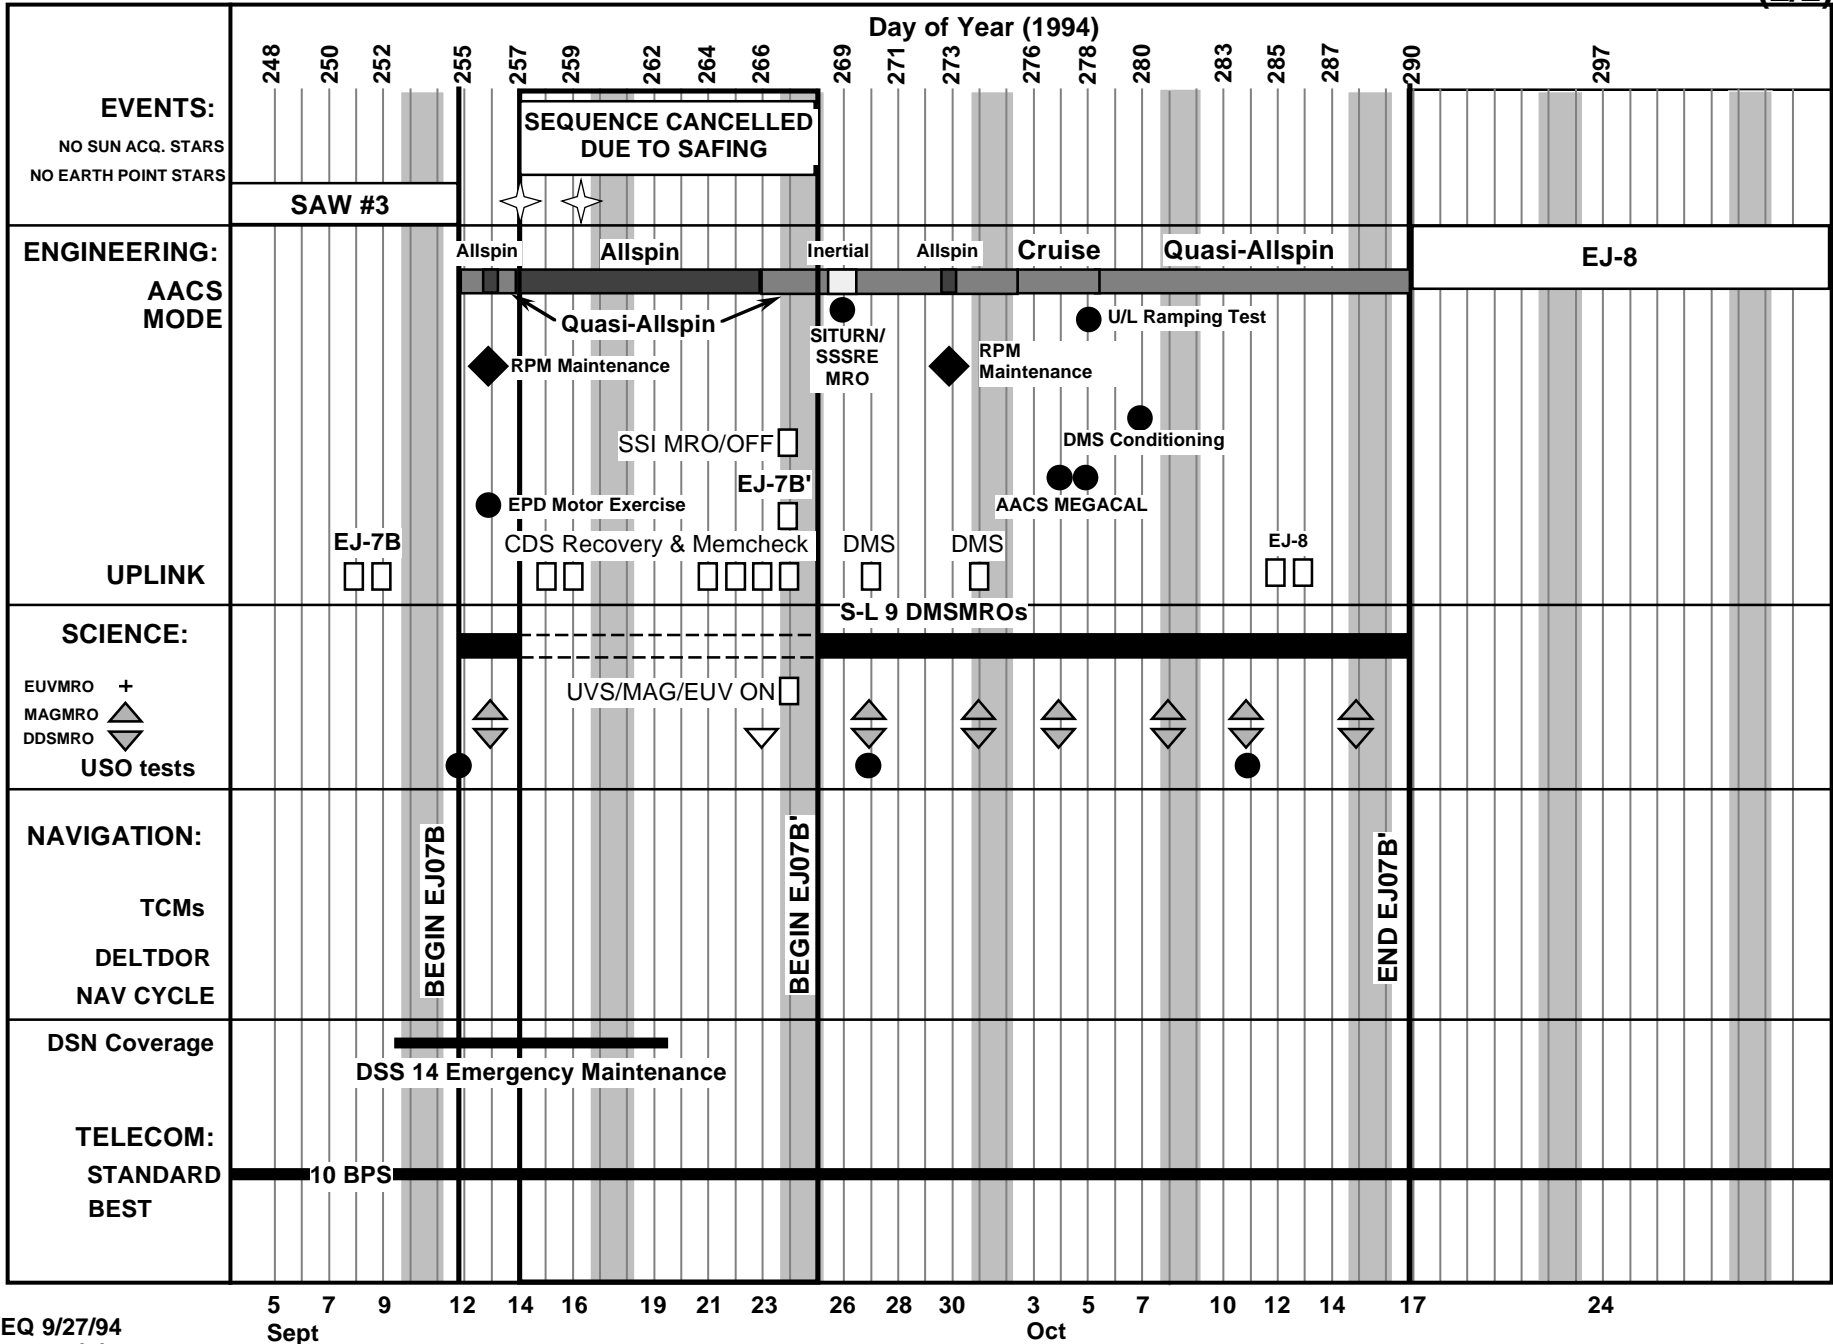 Day of Year (1994)
248 250 252 255 257 259 262 264 266 269 271 273 276 278 280 283 285 287 290 297
EVENTS:
NO SUN ACQ. STARS
NO EARTH POINT STARS
SEQUENCE CANCELLED
DUE TO SAFING
SAW #3
ENGINEERING:
AACS
MODE
Allspin Allspin Inertial Allspin Cruise Quasi-Allspin
EJ-8
Quasi-Allspin
SITURN/
SSSRE
MRO
U/L Ramping Test
RPM Maintenance
RPM
Maintenance
DMS Conditioning
SSI MRO/OFF
EJ-7B'
AACS MEGACAL
EPD Motor Exercise
EJ-7B
CDS Recovery & Memcheck
DMS
DMS
EJ-8
UPLINK
S-L 9 DMSMROs
SCIENCE:
EUVMRO +
MAGMRO
DDSMRO
UVS/MAG/EUV ON
USO tests
NAVIGATION:
TCMs
DELTDOR
NAV CYCLE
BEGIN EJ07B
BEGIN EJ07B'
END EJ07B'
DSN Coverage
DSS 14 Emergency Maintenance
TELECOM:
STANDARD
10 BPS
BEST
5 7 9 12 14 16 19 21 23 26 28 30 3 5 7 10 12 14 17 24
Sept Oct
EQ 9/27/94